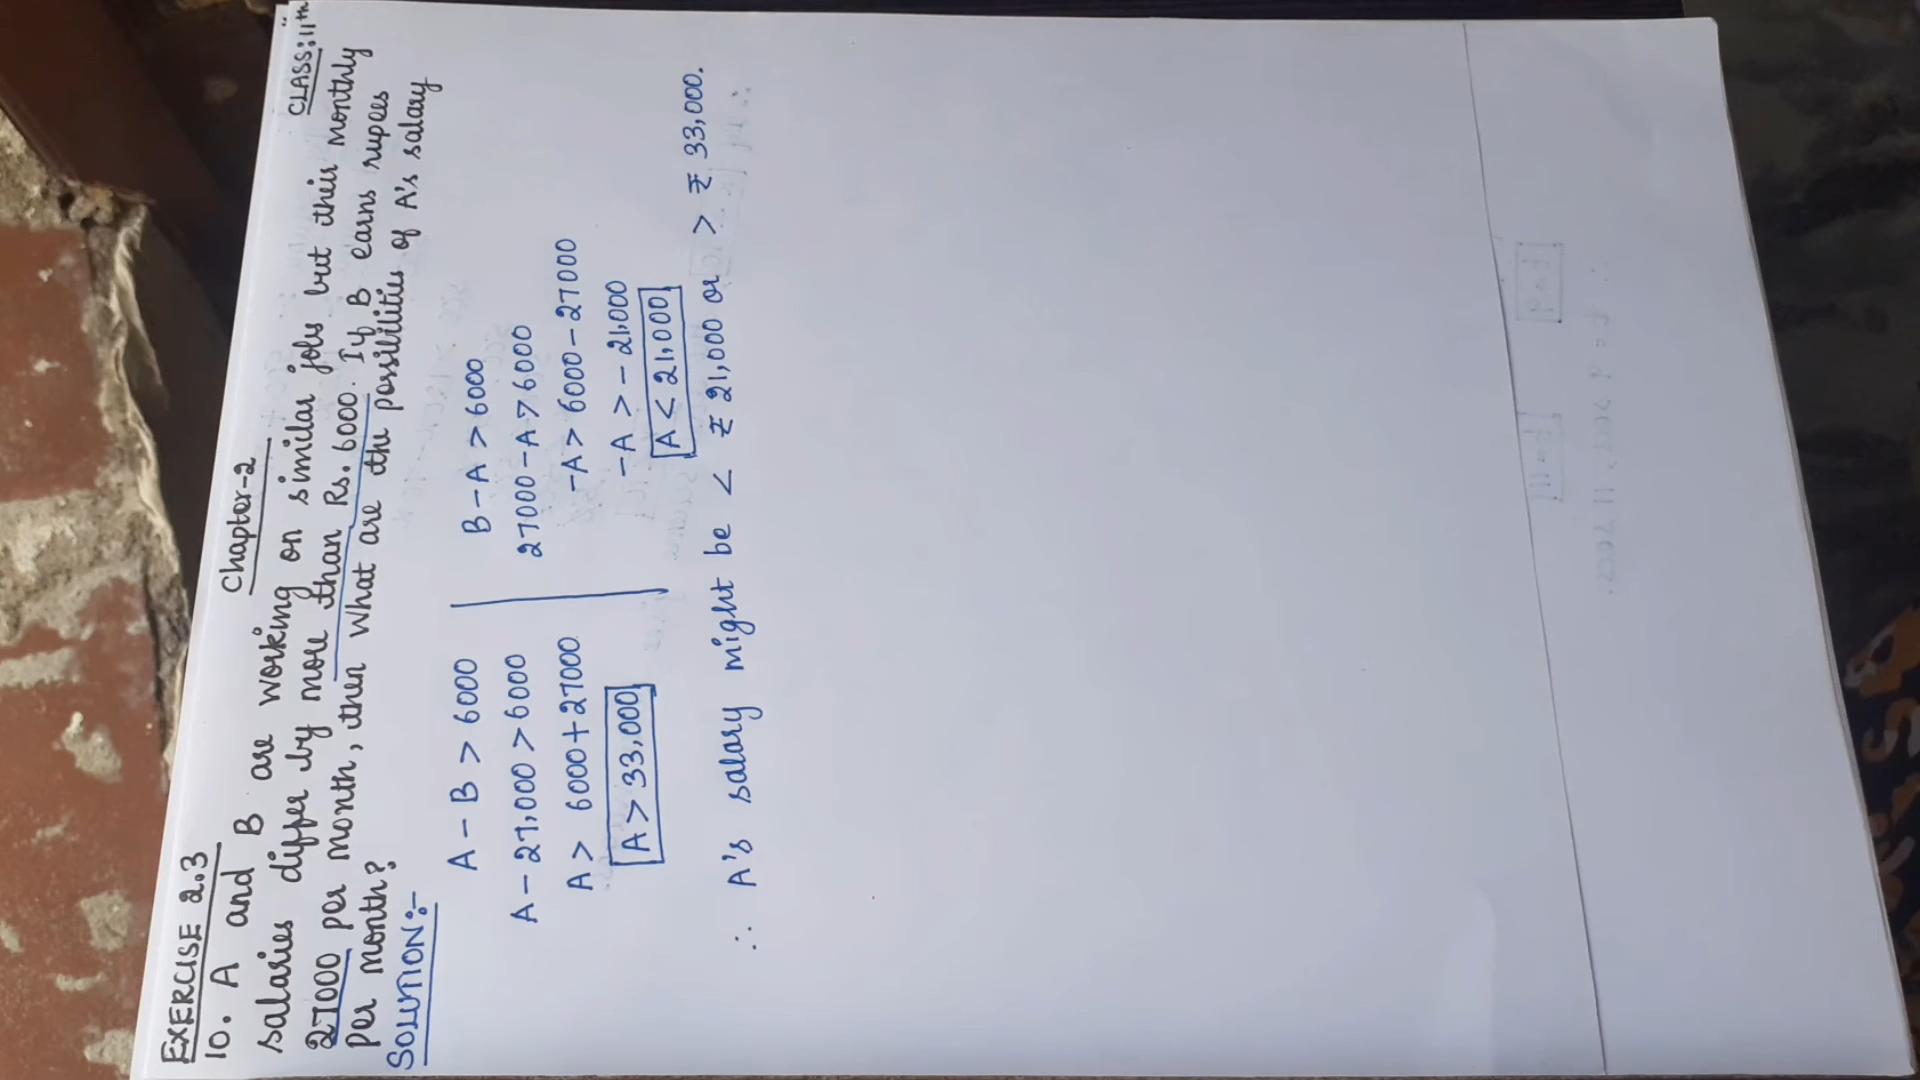 Chapter-2
CLASS:11th
EXERCISE 2.3
10. A and B are working on similar jobs but their monthly
salaries differ by more than Rs. 6000. If B earns rupees
27000 per month, then what are the possibilities of A's salary
per month?
SOLUTION:-
A - B > 6000
A - 27,000 > 6000
A > 6000+27000
A > 33,000
B - A > 6000
27000 - A > 6000
-A > 6000 - 27000
-A > - 21,000
A < 21,000
∴ A's salary might be < ₹ 21,000 or > ₹ 33,000.